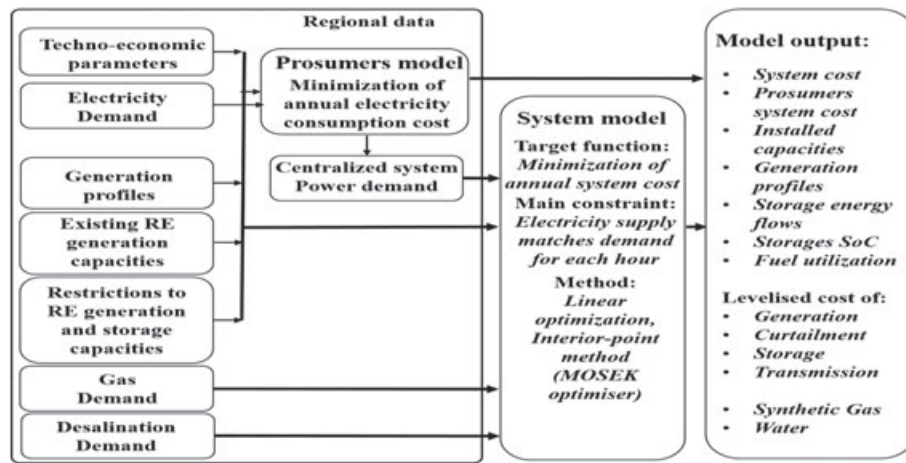 Regional data
Techno-economic
parameters
Electricity
Demand
Generation
profiles
Existing RE
generation
capacities
Restrictions to
RE generation
and storage
capacities
Gas
Demand
Desalination
Demand
Prosumers model
Minimization of
annual electricity
consumption cost
Centralized system
Power demand
System model
Target function:
Minimization of
annual system cost
Main constraint:
Electricity supply
matches demand
for each hour
Method:
Linear
optimization,
Interior-point
method
(MOSEK
optimiser)
Model output:
• System cost
• Prosumers
system cost
• Installed
capacities
• Generation
profiles
• Storage energy
flows
• Storages SoC
• Fuel utilization
Levelised cost of:
• Generation
• Curtailment
• Storage
• Transmission
• Synthetic Gas
• Water